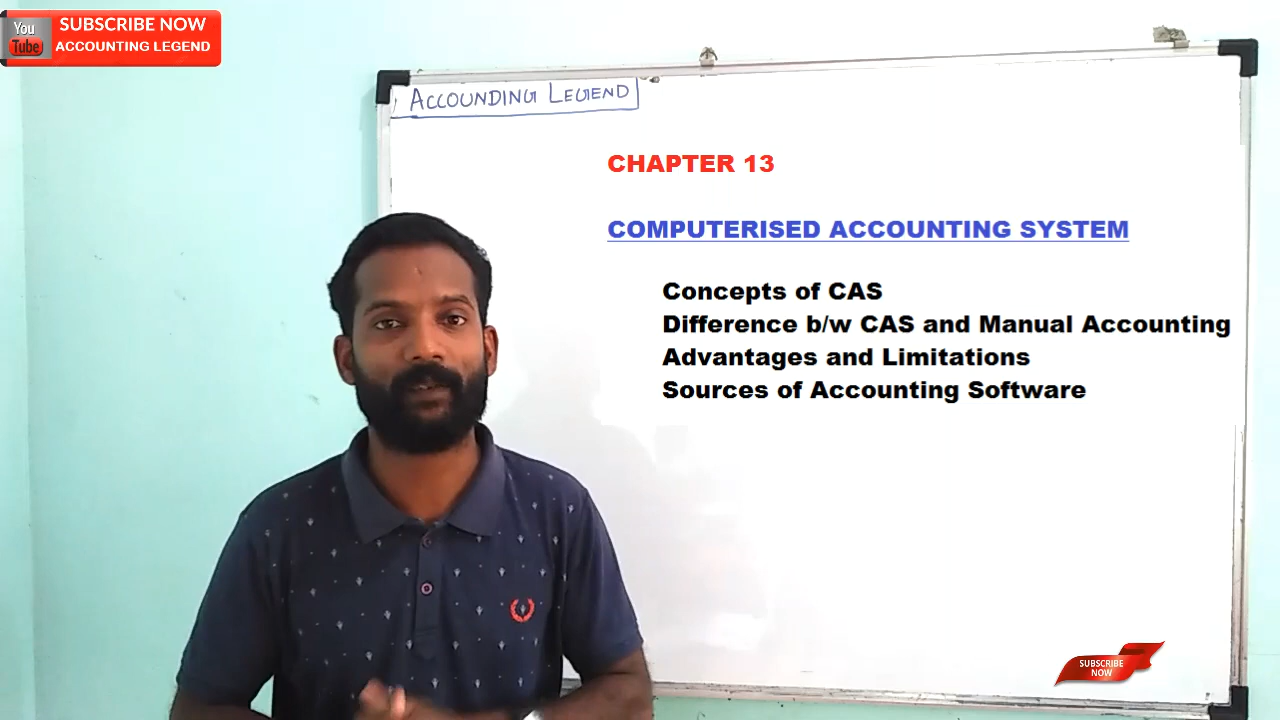 You
Tube
SUBSCRIBE NOW
ACCOUNTING LEGEND
ACCOUNDING LEGEND
CHAPTER 13
COMPUTERISED ACCOUNTING SYSTEM
Concepts of CAS
Difference b/w CAS and Manual Accounting
Advantages and Limitations
Sources of Accounting Software
SUBSCRIBE
NOW